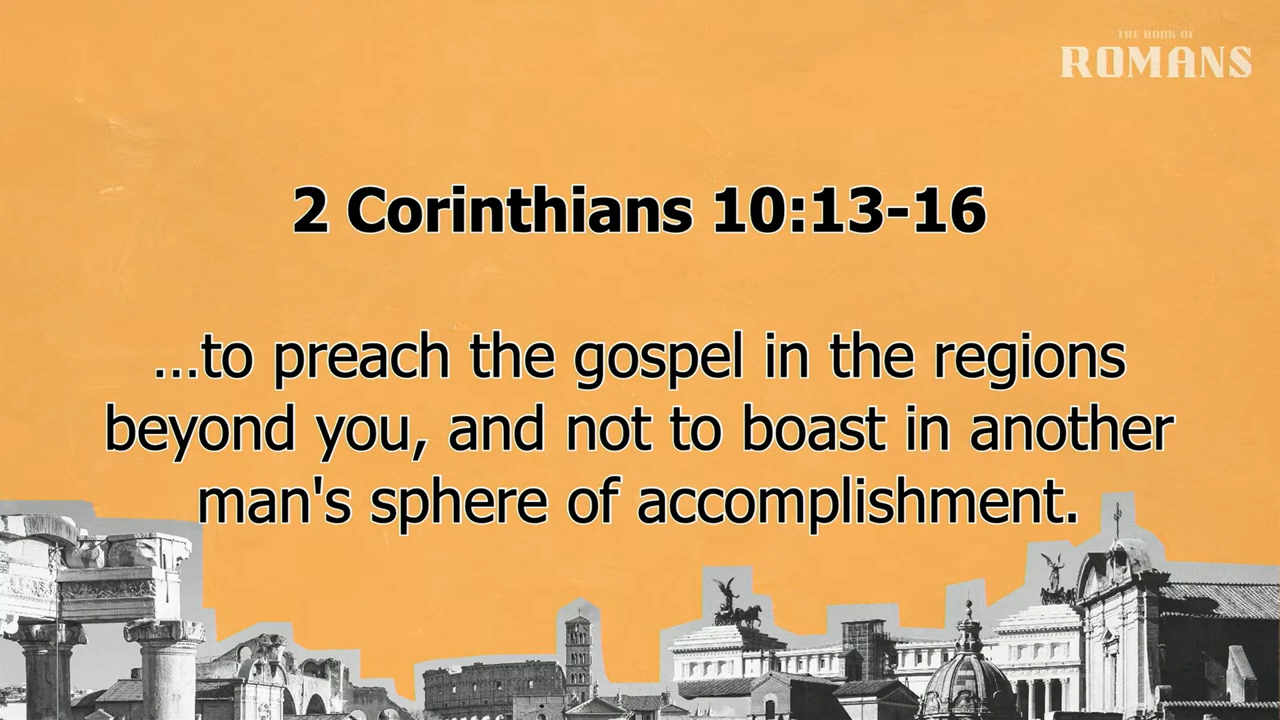 THE BOOK OF
ROMANS
2 Corinthians 10:13-16
...to preach the gospel in the regions
beyond you, and not to boast in another
man's sphere of accomplishment.